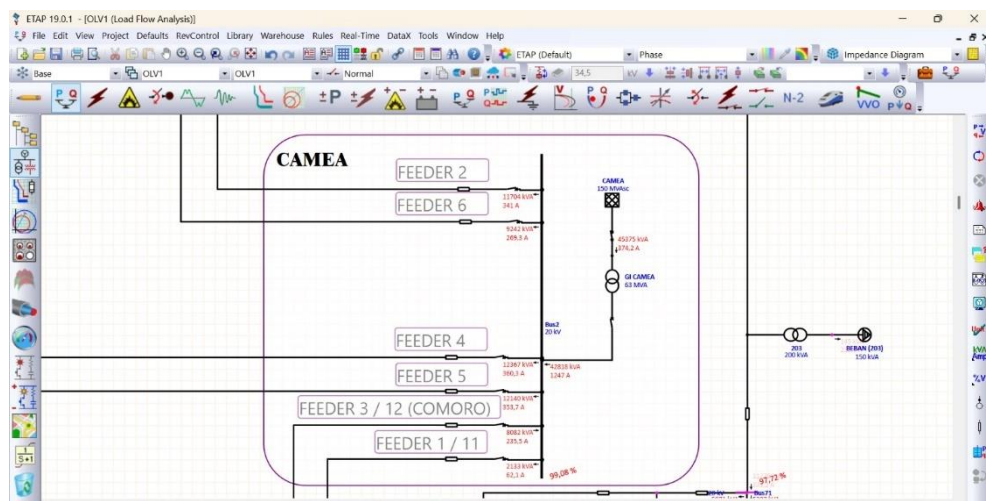 ETAP 19.0.1 - [OLV1 (Load Flow Analysis)]
File Edit View Project Defaults RevControl Library Warehouse Rules Real-Time DataX Tools Window Help
ETAP (Default) Phase Impedance Diagram
Base OLV1 OLV1 Normal 34,5 kV
N-2 VVO
CAMEA
FEEDER 2
11704 kVA
341 A
FEEDER 6
9242 kVA
269,3 A
CAMEA
150 MVAsc
45375 kVA
374,2 A
GI CAMEA
63 MVA
Bus2
20 kV
FEEDER 4
12367 kVA
360,3 A
42818 kVA
1247 A
FEEDER 5
12140 kVA
353,7 A
FEEDER 3 / 12 (COMORO)
8082 kVA
235,5 A
FEEDER 1 / 11
2133 kVA
62,1 A
99,08 %
203
200 kVA
BEBAN (203)
150 kVA
97,72 %
20 kV Bus71